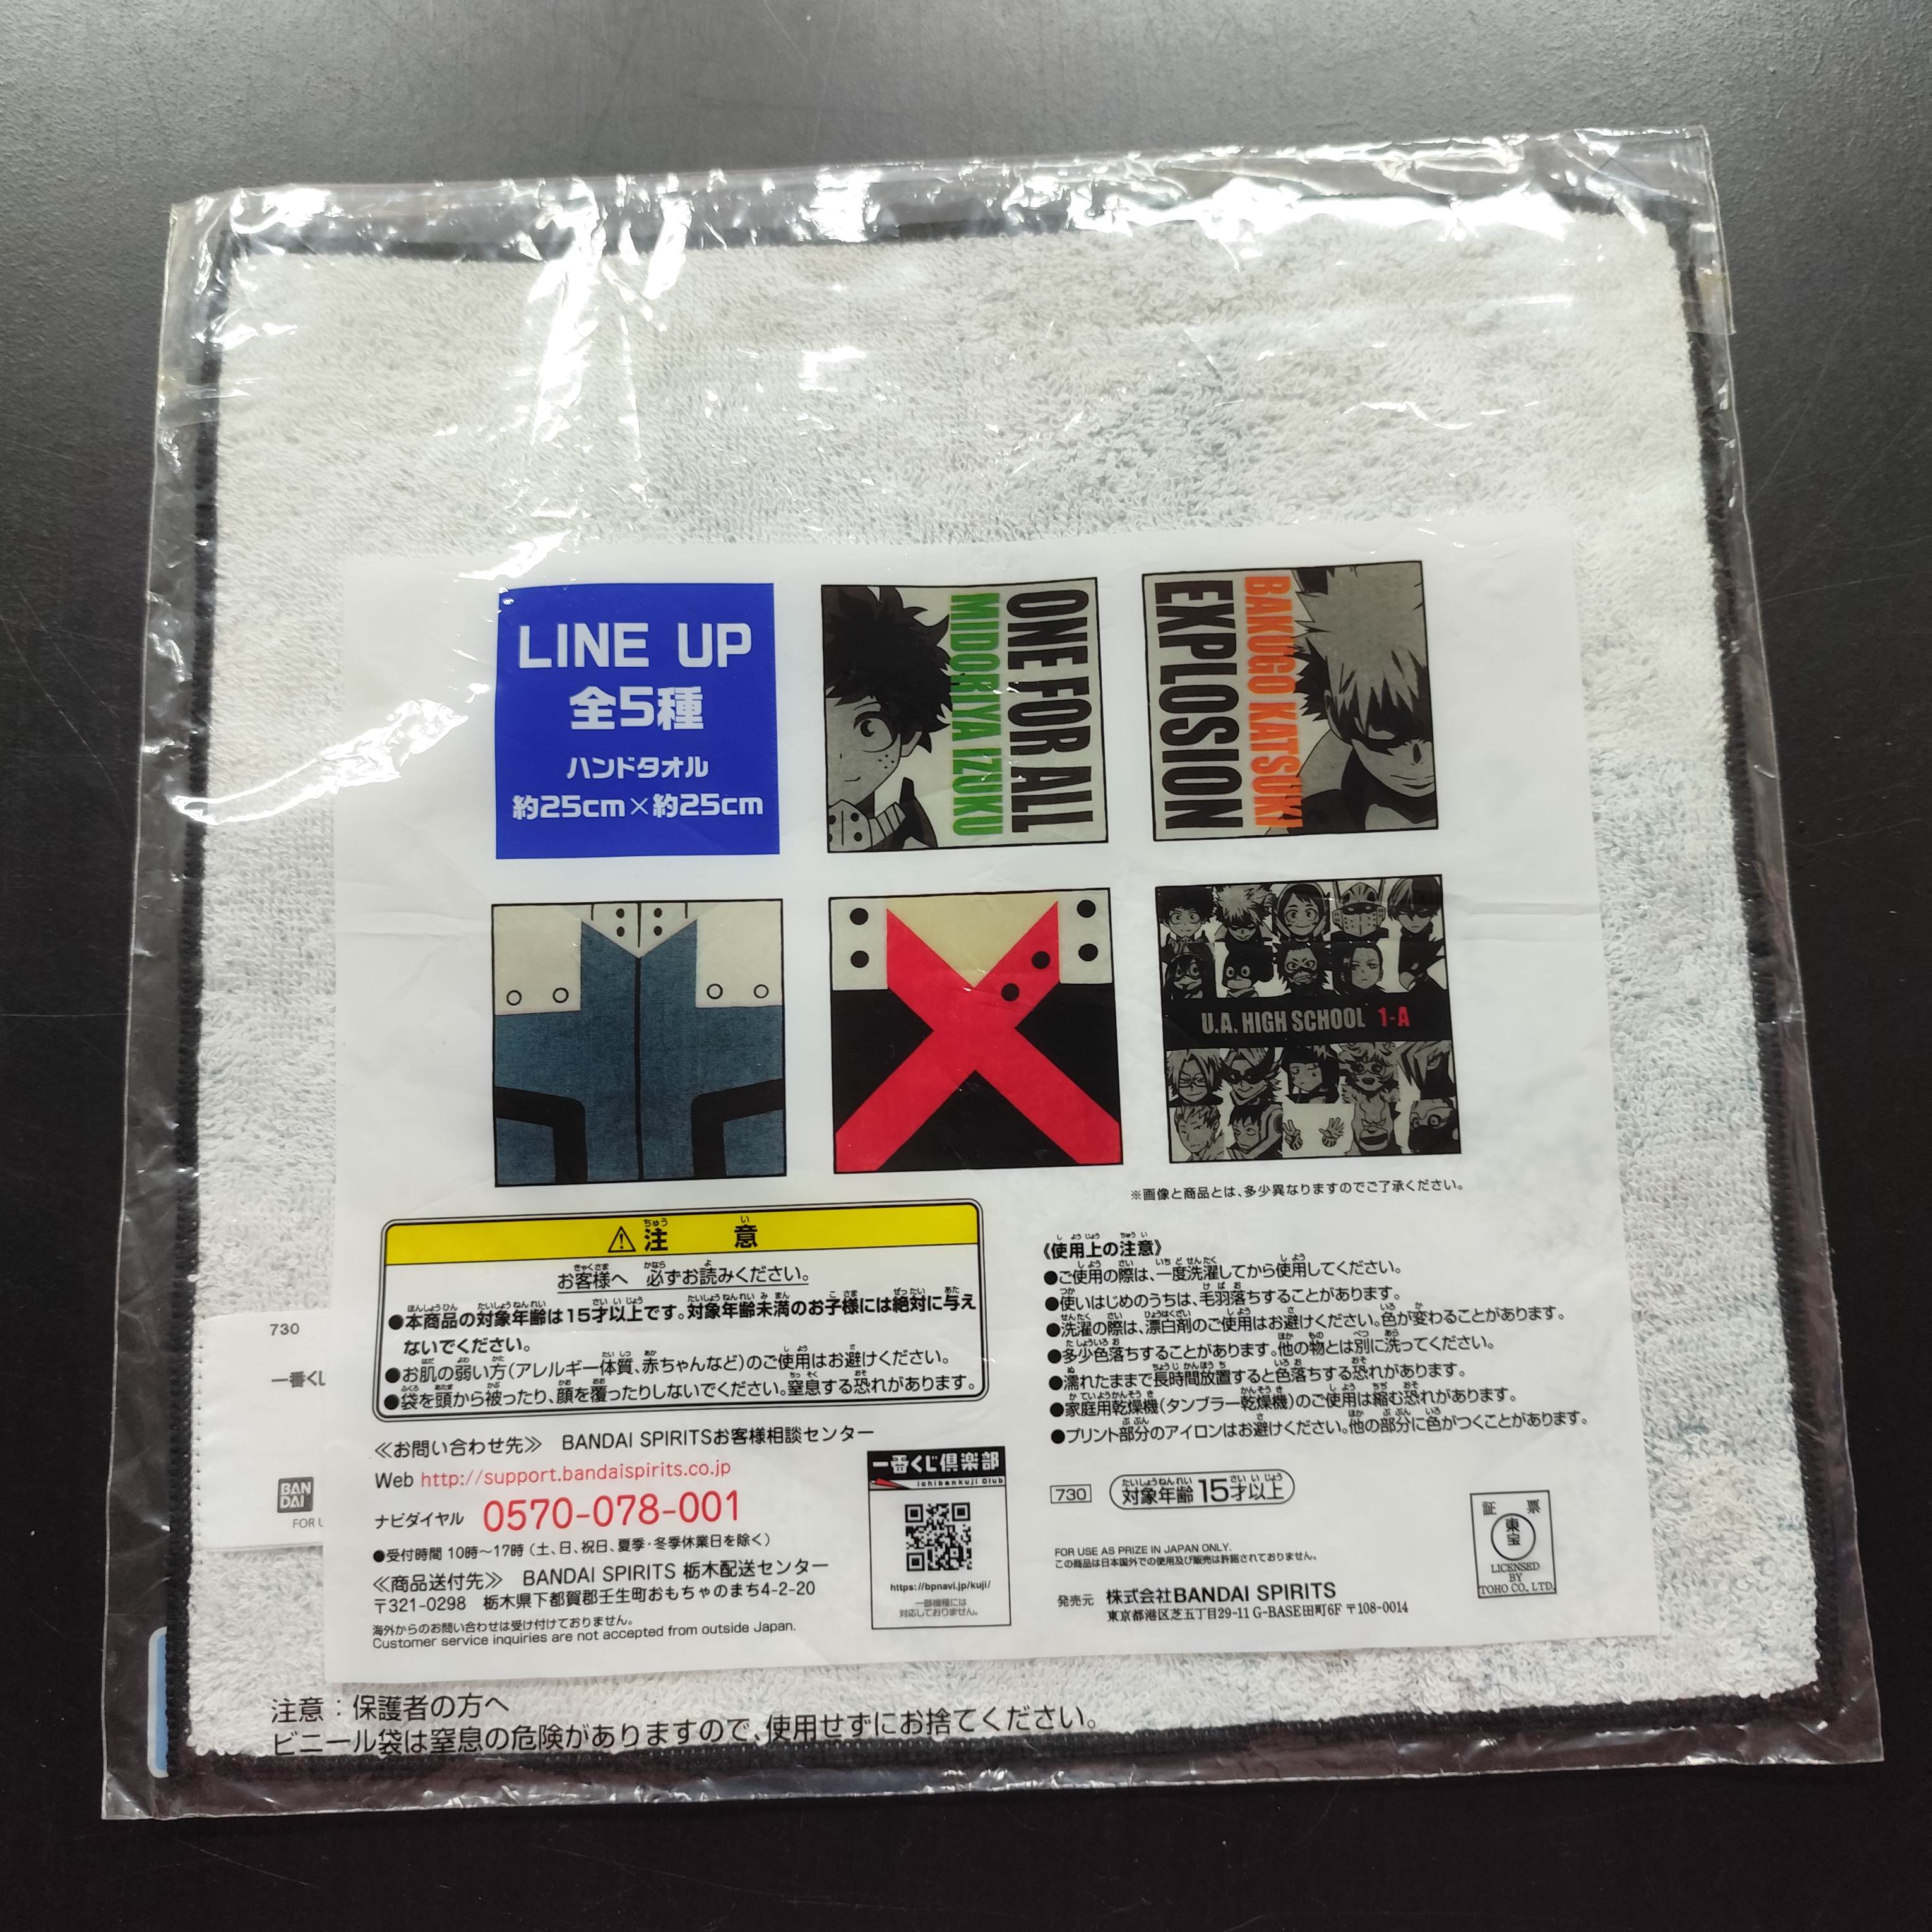 LINE UP
全5種
ハンドタオル
約25cm×約25cm
ONE FOR ALL
MIDORIYA IZUKU
BAKUGO KATSUKI
EXPLOSION
U.A. HIGH SCHOOL 1-A
※画像と商品とは、多少異なりますのでご了承ください。
⚠注意
お客様へ 必ずお読みください。
●本商品の対象年齢は15才以上です。対象年齢未満のお子様には絶対に与え
ないでください。
●お肌の弱い方(アレルギー体質、赤ちゃんなど)のご使用はお避けください。
●袋を頭から被ったり、顔を覆ったりしないでください。窒息する恐れがあります。
≪お問い合わせ先≫ BANDAI SPIRITSお客様相談センター
Web http://support.bandaispirits.co.jp
ナビダイヤル 0570-078-001
●受付時間 10時～17時(土、日、祝日、夏季・冬季休業日を除く)
≪商品送付先≫ BANDAI SPIRITS 栃木配送センター
〒321-0298 栃木県下都賀郡壬生町おもちゃのまち4-2-20
海外からのお問い合わせは受け付けておりません。
Customer service inquiries are not accepted from outside Japan.
一番くじ倶楽部
Ichibankuji Club
https://bpnavi.jp/kuji/
一部機種には
対応しておりません。
《使用上の注意》
●ご使用の際は、一度洗濯してから使用してください。
●使いはじめのうちは、毛羽落ちすることがあります。
●洗濯の際は、漂白剤のご使用はお避けください。色が変わることがあります。
●多少色落ちすることがあります。他の物とは別に洗ってください。
●濡れたままで長時間放置すると色落ちする恐れがあります。
●家庭用乾燥機(タンブラー乾燥機)のご使用は縮む恐れがあります。
●プリント部分のアイロンはお避けください。他の部分に色がつくことがあります。
730 対象年齢15才以上
FOR USE AS PRIZE IN JAPAN ONLY.
この商品は日本国外での使用及び販売は許諾されておりません。
発売元 株式会社BANDAI SPIRITS
東京都港区芝五丁目29-11 G-BASE田町6F 〒108-0014
証票
東宝
LICENSED
BY
TOHO CO., LTD.
730
一番くじ
BANDAI
FOR U
注意：保護者の方へ
ビニール袋は窒息の危険がありますので、使用せずにお捨てください。